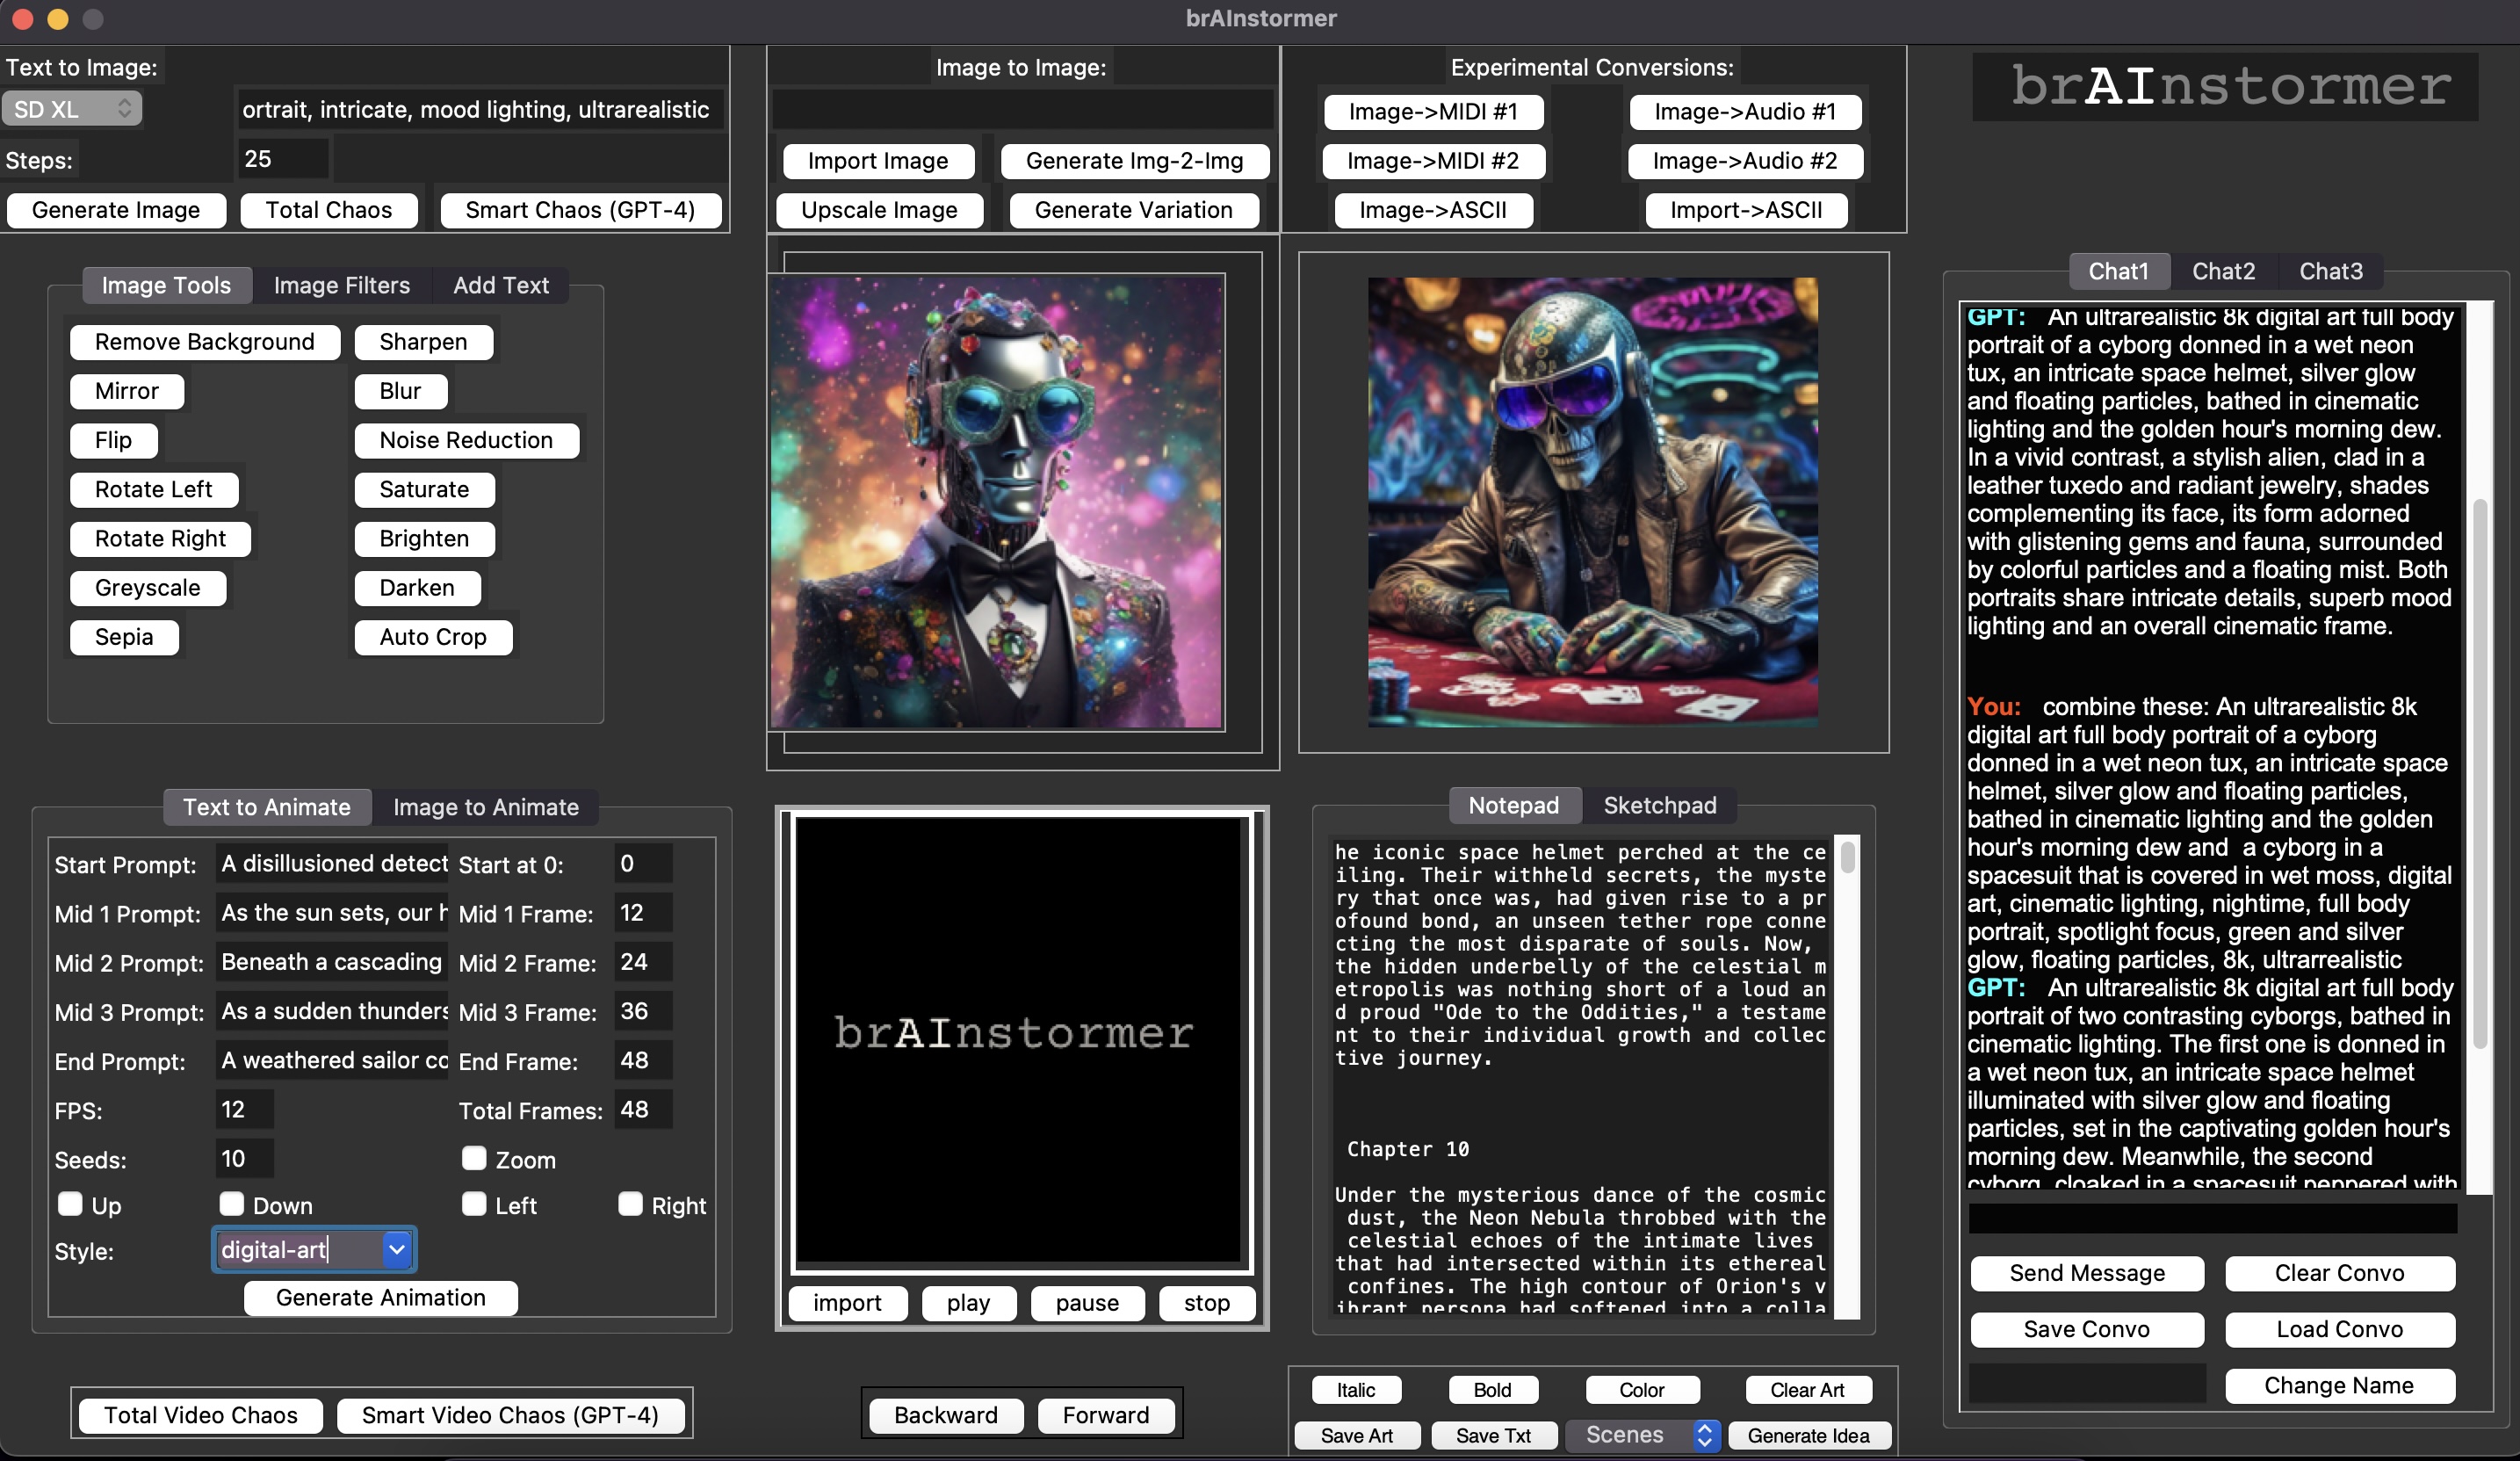 brAInstormer
Text to Image:
SD XL
ortrait, intricate, mood lighting, ultrarealistic
Steps:
25
Generate Image
Total Chaos
Smart Chaos (GPT-4)
Image to Image:
Import Image
Generate Img-2-Img
Upscale Image
Generate Variation
Experimental Conversions:
Image->MIDI #1
Image->Audio #1
Image->MIDI #2
Image->Audio #2
Image->ASCII
Import->ASCII
brAInstormer
Image Tools
Image Filters
Add Text
Remove Background
Sharpen
Mirror
Blur
Flip
Noise Reduction
Rotate Left
Saturate
Rotate Right
Brighten
Greyscale
Darken
Sepia
Auto Crop
Text to Animate
Image to Animate
Start Prompt:
A disillusioned detect
Start at 0:
0
Mid 1 Prompt:
As the sun sets, our h
Mid 1 Frame:
12
Mid 2 Prompt:
Beneath a cascading
Mid 2 Frame:
24
Mid 3 Prompt:
As a sudden thunders
Mid 3 Frame:
36
End Prompt:
A weathered sailor co
End Frame:
48
FPS:
12
Total Frames:
48
Seeds:
10
Zoom
Up
Down
Left
Right
Style:
digital-art
Generate Animation
Total Video Chaos
Smart Video Chaos (GPT-4)
brAInstormer
import
play
pause
stop
Backward
Forward
Notepad
Sketchpad
he iconic space helmet perched at the ce
iling. Their withheld secrets, the myste
ry that once was, had given rise to a pr
ofound bond, an unseen tether rope conne
cting the most disparate of souls. Now,
the hidden underbelly of the celestial m
etropolis was nothing short of a loud an
d proud "Ode to the Oddities," a testame
nt to their individual growth and collec
tive journey.
Chapter 10
Under the mysterious dance of the cosmic
dust, the Neon Nebula throbbed with the
celestial echoes of the intimate lives
that had intersected within its ethereal
confines. The high contour of Orion's v
ibrant persona had softened into a colla
Italic
Bold
Color
Clear Art
Save Art
Save Txt
Scenes
Generate Idea
Chat1
Chat2
Chat3
GPT: An ultrarealistic 8k digital art full body
portrait of a cyborg donned in a wet neon
tux, an intricate space helmet, silver glow
and floating particles, bathed in cinematic
lighting and the golden hour's morning dew.
In a vivid contrast, a stylish alien, clad in a
leather tuxedo and radiant jewelry, shades
complementing its face, its form adorned
with glistening gems and fauna, surrounded
by colorful particles and a floating mist. Both
portraits share intricate details, superb mood
lighting and an overall cinematic frame.
You: combine these: An ultrarealistic 8k
digital art full body portrait of a cyborg
donned in a wet neon tux, an intricate space
helmet, silver glow and floating particles,
bathed in cinematic lighting and the golden
hour's morning dew and a cyborg in a
spacesuit that is covered in wet moss, digital
art, cinematic lighting, nightime, full body
portrait, spotlight focus, green and silver
glow, floating particles, 8k, ultrarrealistic
GPT: An ultrarealistic 8k digital art full body
portrait of two contrasting cyborgs, bathed in
cinematic lighting. The first one is donned in
a wet neon tux, an intricate space helmet
illuminated with silver glow and floating
particles, set in the captivating golden hour's
morning dew. Meanwhile, the second
cyborg, cloaked in a spacesuit peppered with
Send Message
Clear Convo
Save Convo
Load Convo
Change Name